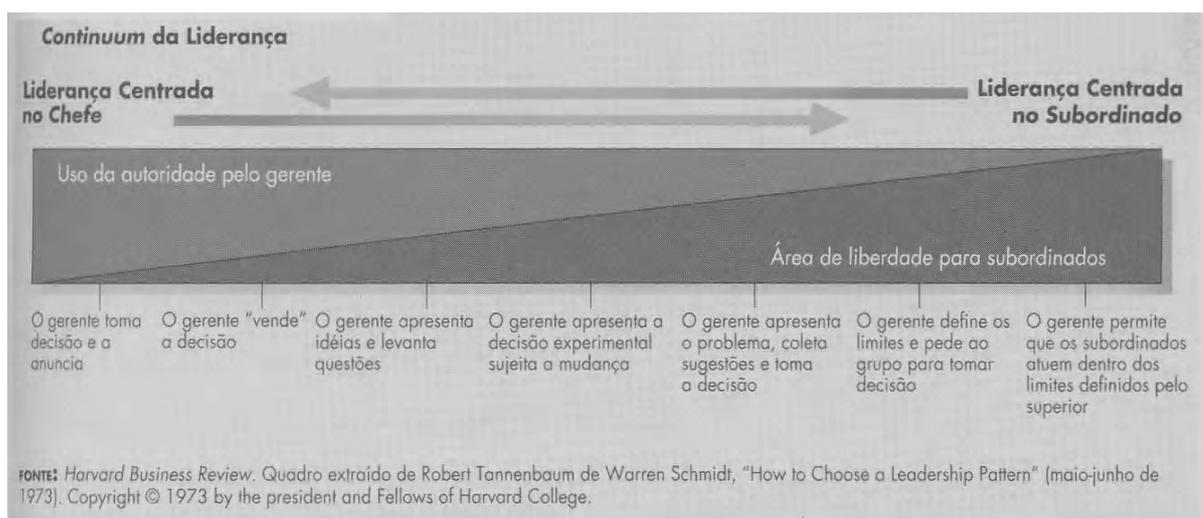 Continuum da Liderança
Liderança Centrada
no Chefe
Liderança Centrada
no Subordinado
Uso da autoridade pelo gerente
Área de liberdade para subordinados
O gerente toma
decisão e a
anuncia
O gerente "vende"
a decisão
O gerente apresenta
idéias e levanta
questões
O gerente apresenta a
decisão experimental
sujeita a mudança
O gerente apresenta
o problema, coleta
sugestões e toma
a decisão
O gerente define os
limites e pede ao
grupo para tomar
decisão
O gerente permite
que os subordinados
atuem dentro dos
limites definidos pelo
superior
FONTE: Harvard Business Review. Quadro extraído de Robert Tannenbaum de Warren Schmidt, "How to Choose a Leadership Pattern" (maio-junho de
1973). Copyright © 1973 by the president and Fellows of Harvard College.